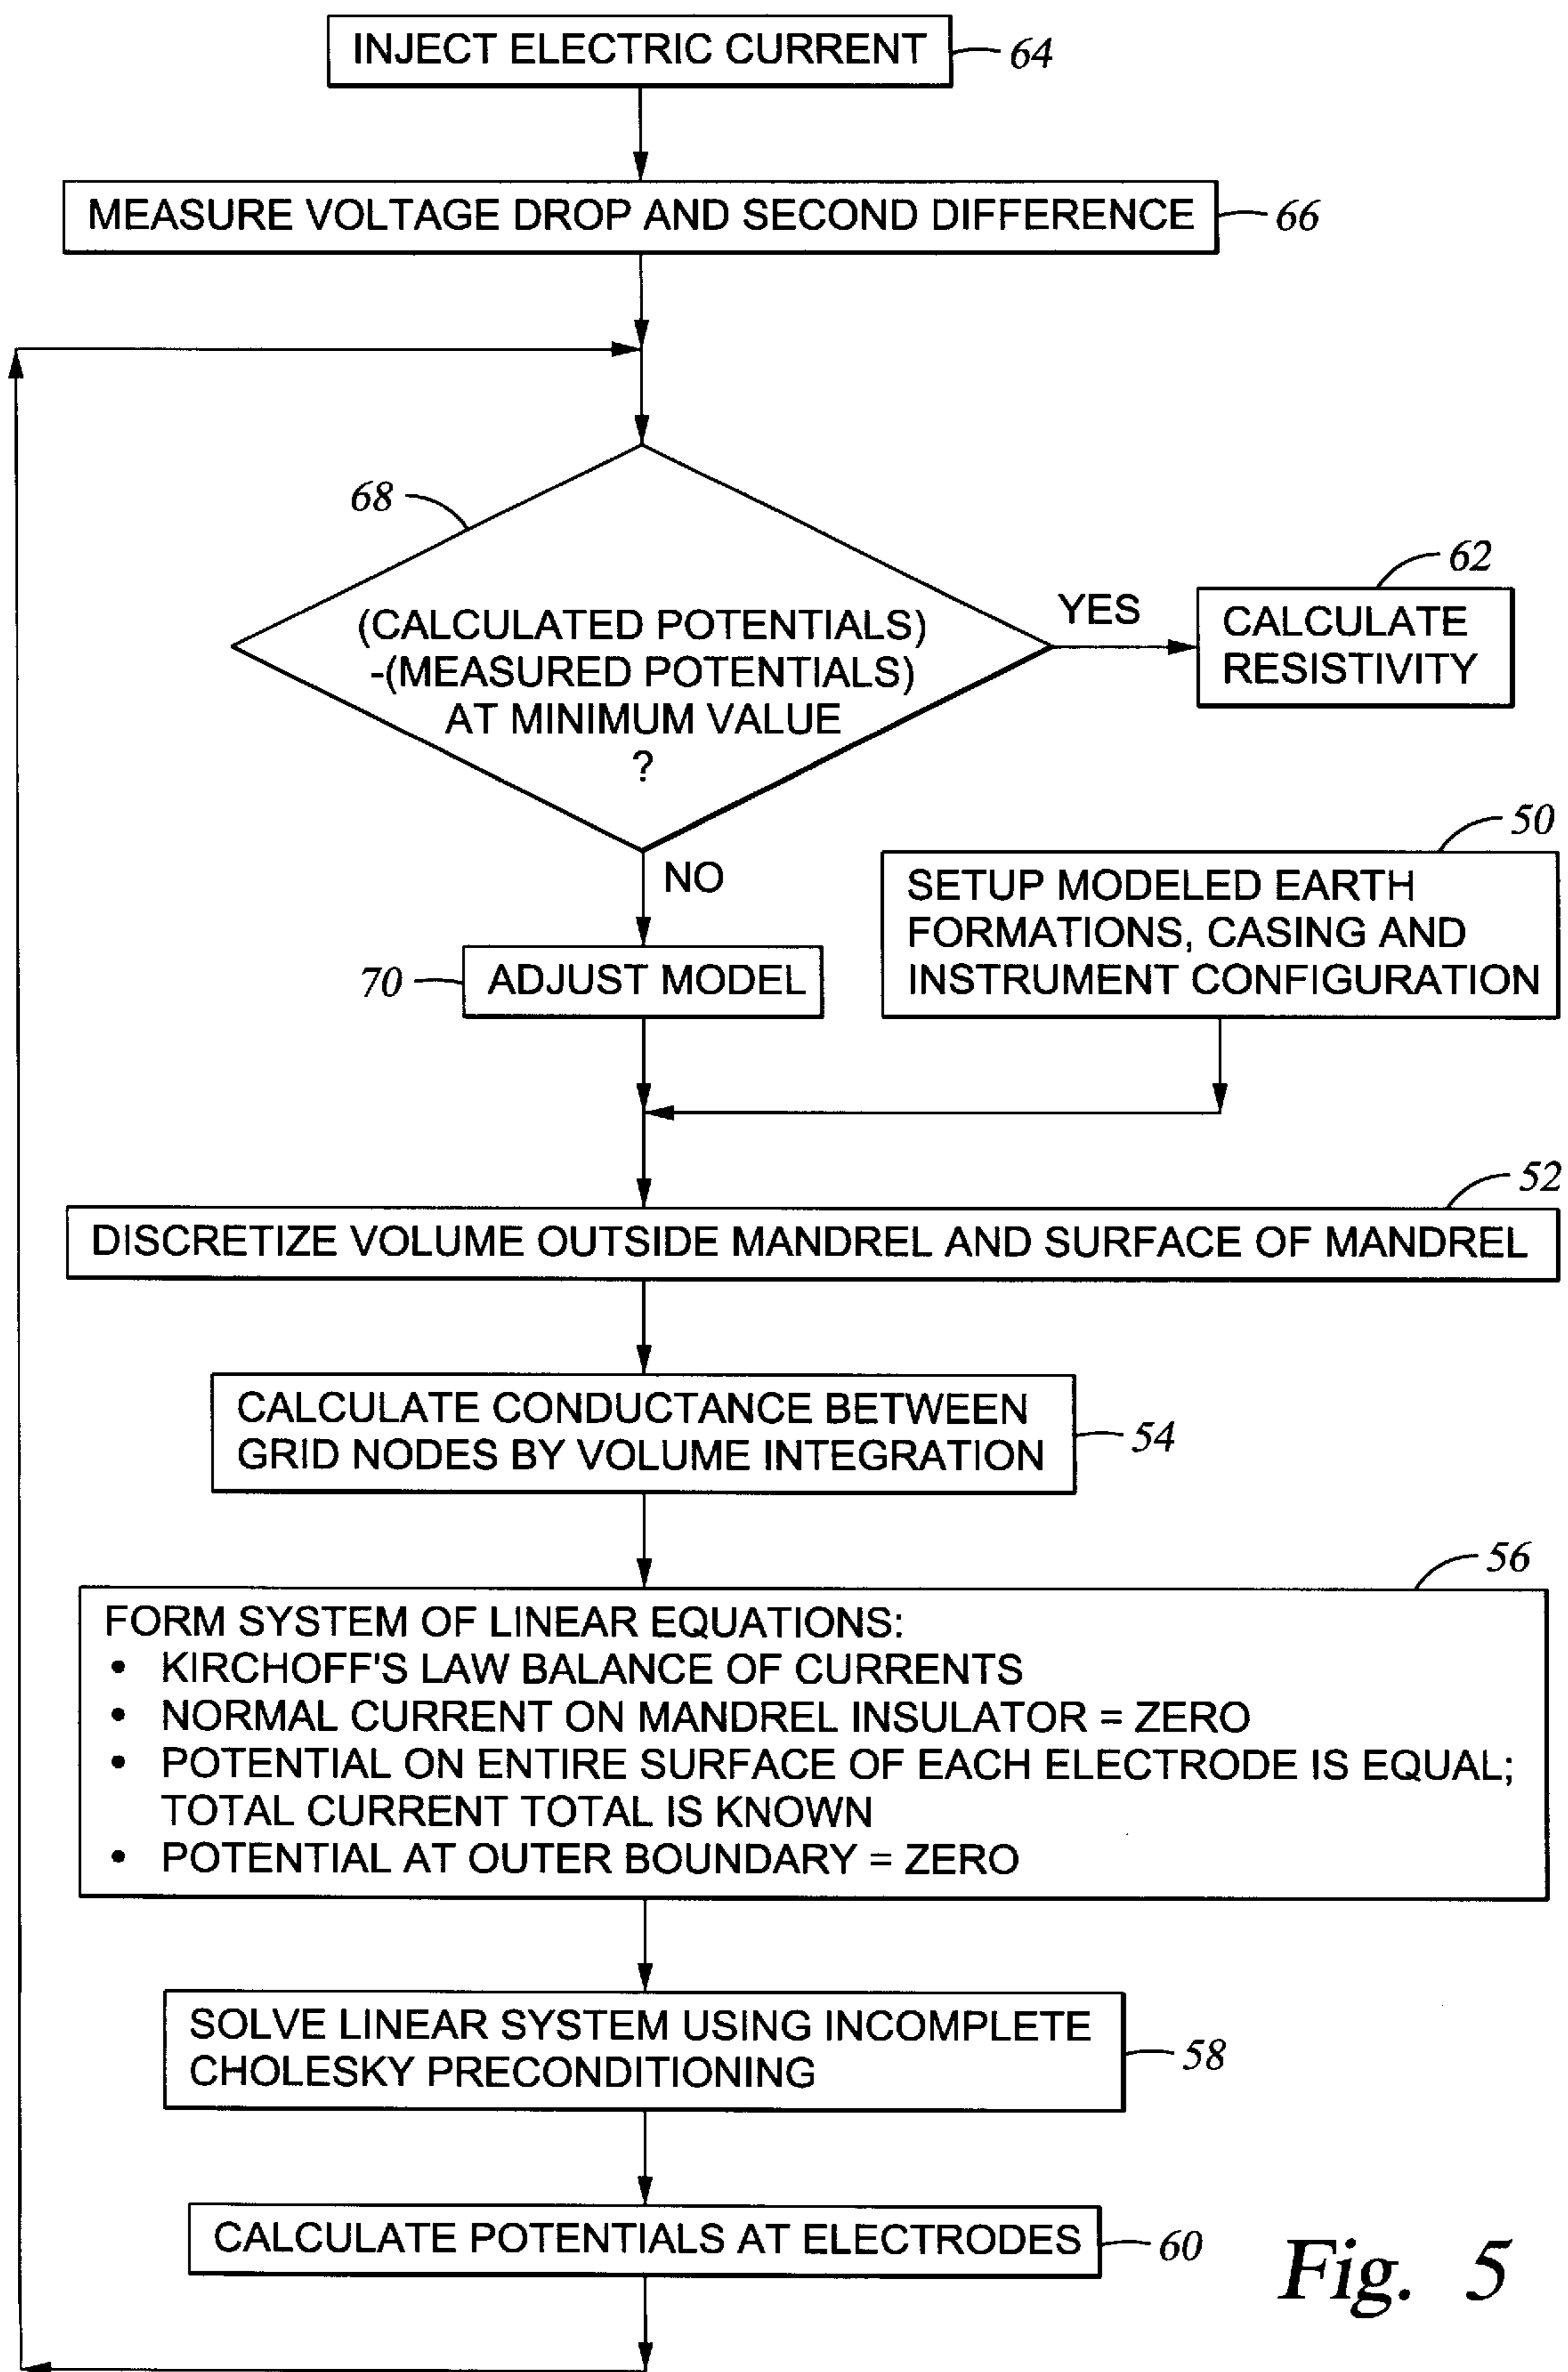 INJECT ELECTRIC CURRENT
64
MEASURE VOLTAGE DROP AND SECOND DIFFERENCE
66
68
(CALCULATED POTENTIALS)
-(MEASURED POTENTIALS)
AT MINIMUM VALUE
?
YES
62
CALCULATE
RESISTIVITY
NO
50
SETUP MODELED EARTH
FORMATIONS, CASING AND
INSTRUMENT CONFIGURATION
70
ADJUST MODEL
52
DISCRETIZE VOLUME OUTSIDE MANDREL AND SURFACE OF MANDREL
CALCULATE CONDUCTANCE BETWEEN
GRID NODES BY VOLUME INTEGRATION
54
56
FORM SYSTEM OF LINEAR EQUATIONS:
• KIRCHOFF'S LAW BALANCE OF CURRENTS
• NORMAL CURRENT ON MANDREL INSULATOR = ZERO
• POTENTIAL ON ENTIRE SURFACE OF EACH ELECTRODE IS EQUAL;
TOTAL CURRENT TOTAL IS KNOWN
• POTENTIAL AT OUTER BOUNDARY = ZERO
SOLVE LINEAR SYSTEM USING INCOMPLETE
CHOLESKY PRECONDITIONING
58
CALCULATE POTENTIALS AT ELECTRODES
60
Fig. 5